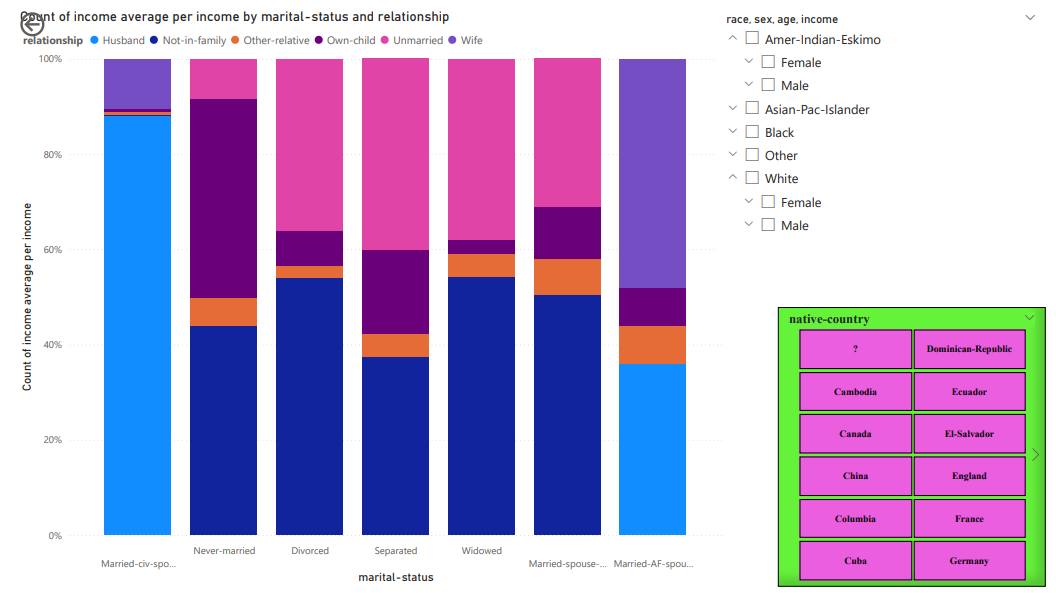 Count of income average per income by marital-status and relationship
relationship Husband Not-in-family Other-relative Own-child Unmarried Wife
100%
80%
60%
40%
20%
0%
Count of income average per income
Married-civ-spo...
Never-married
Divorced
Separated
Widowed
Married-spouse-...
Married-AF-spou...
marital-status
race, sex, age, income
Amer-Indian-Eskimo
Female
Male
Asian-Pac-Islander
Black
Other
White
Female
Male
native-country
? Dominican-Republic
Cambodia Ecuador
Canada El-Salvador
China England
Columbia France
Cuba Germany